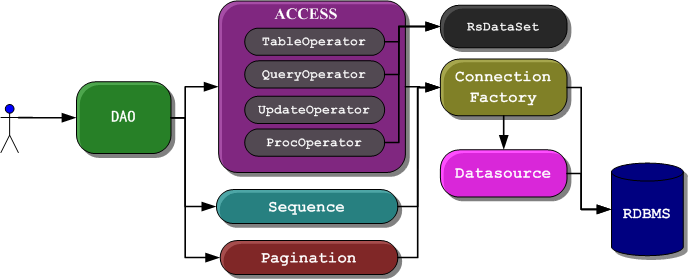 ACCESS
TableOperator
QueryOperator
UpdateOperator
ProcOperator
RsDataSet
Connection
Factory
DAO
Datasource
Sequence
Pagination
RDBMS